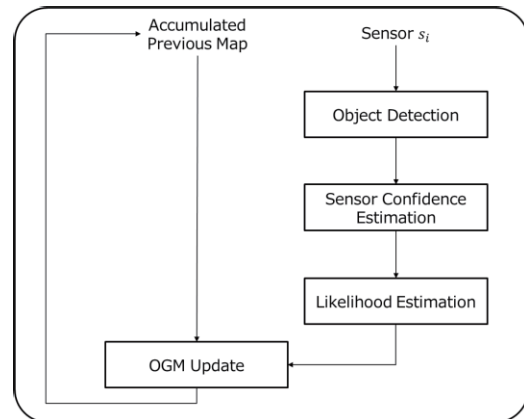 Accumulated
Previous Map
Sensor s_i
Object Detection
Sensor Confidence
Estimation
Likelihood Estimation
OGM Update